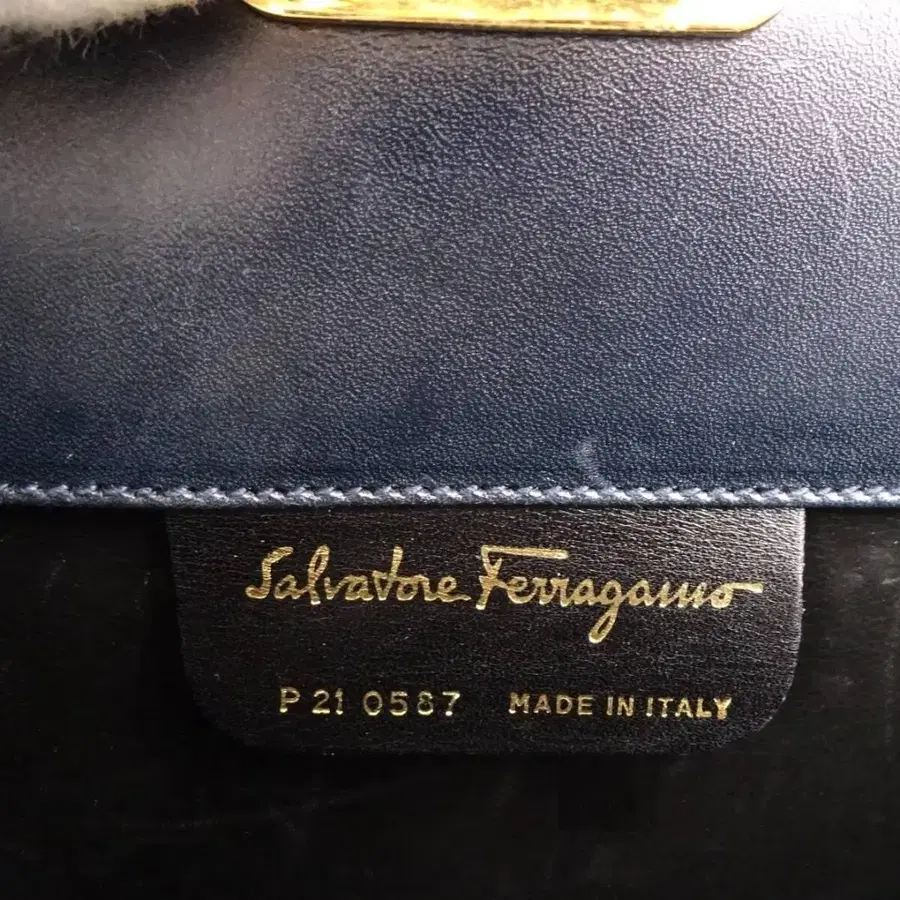 Salvatore Ferragamo
P 21 0587 MADE IN ITALY